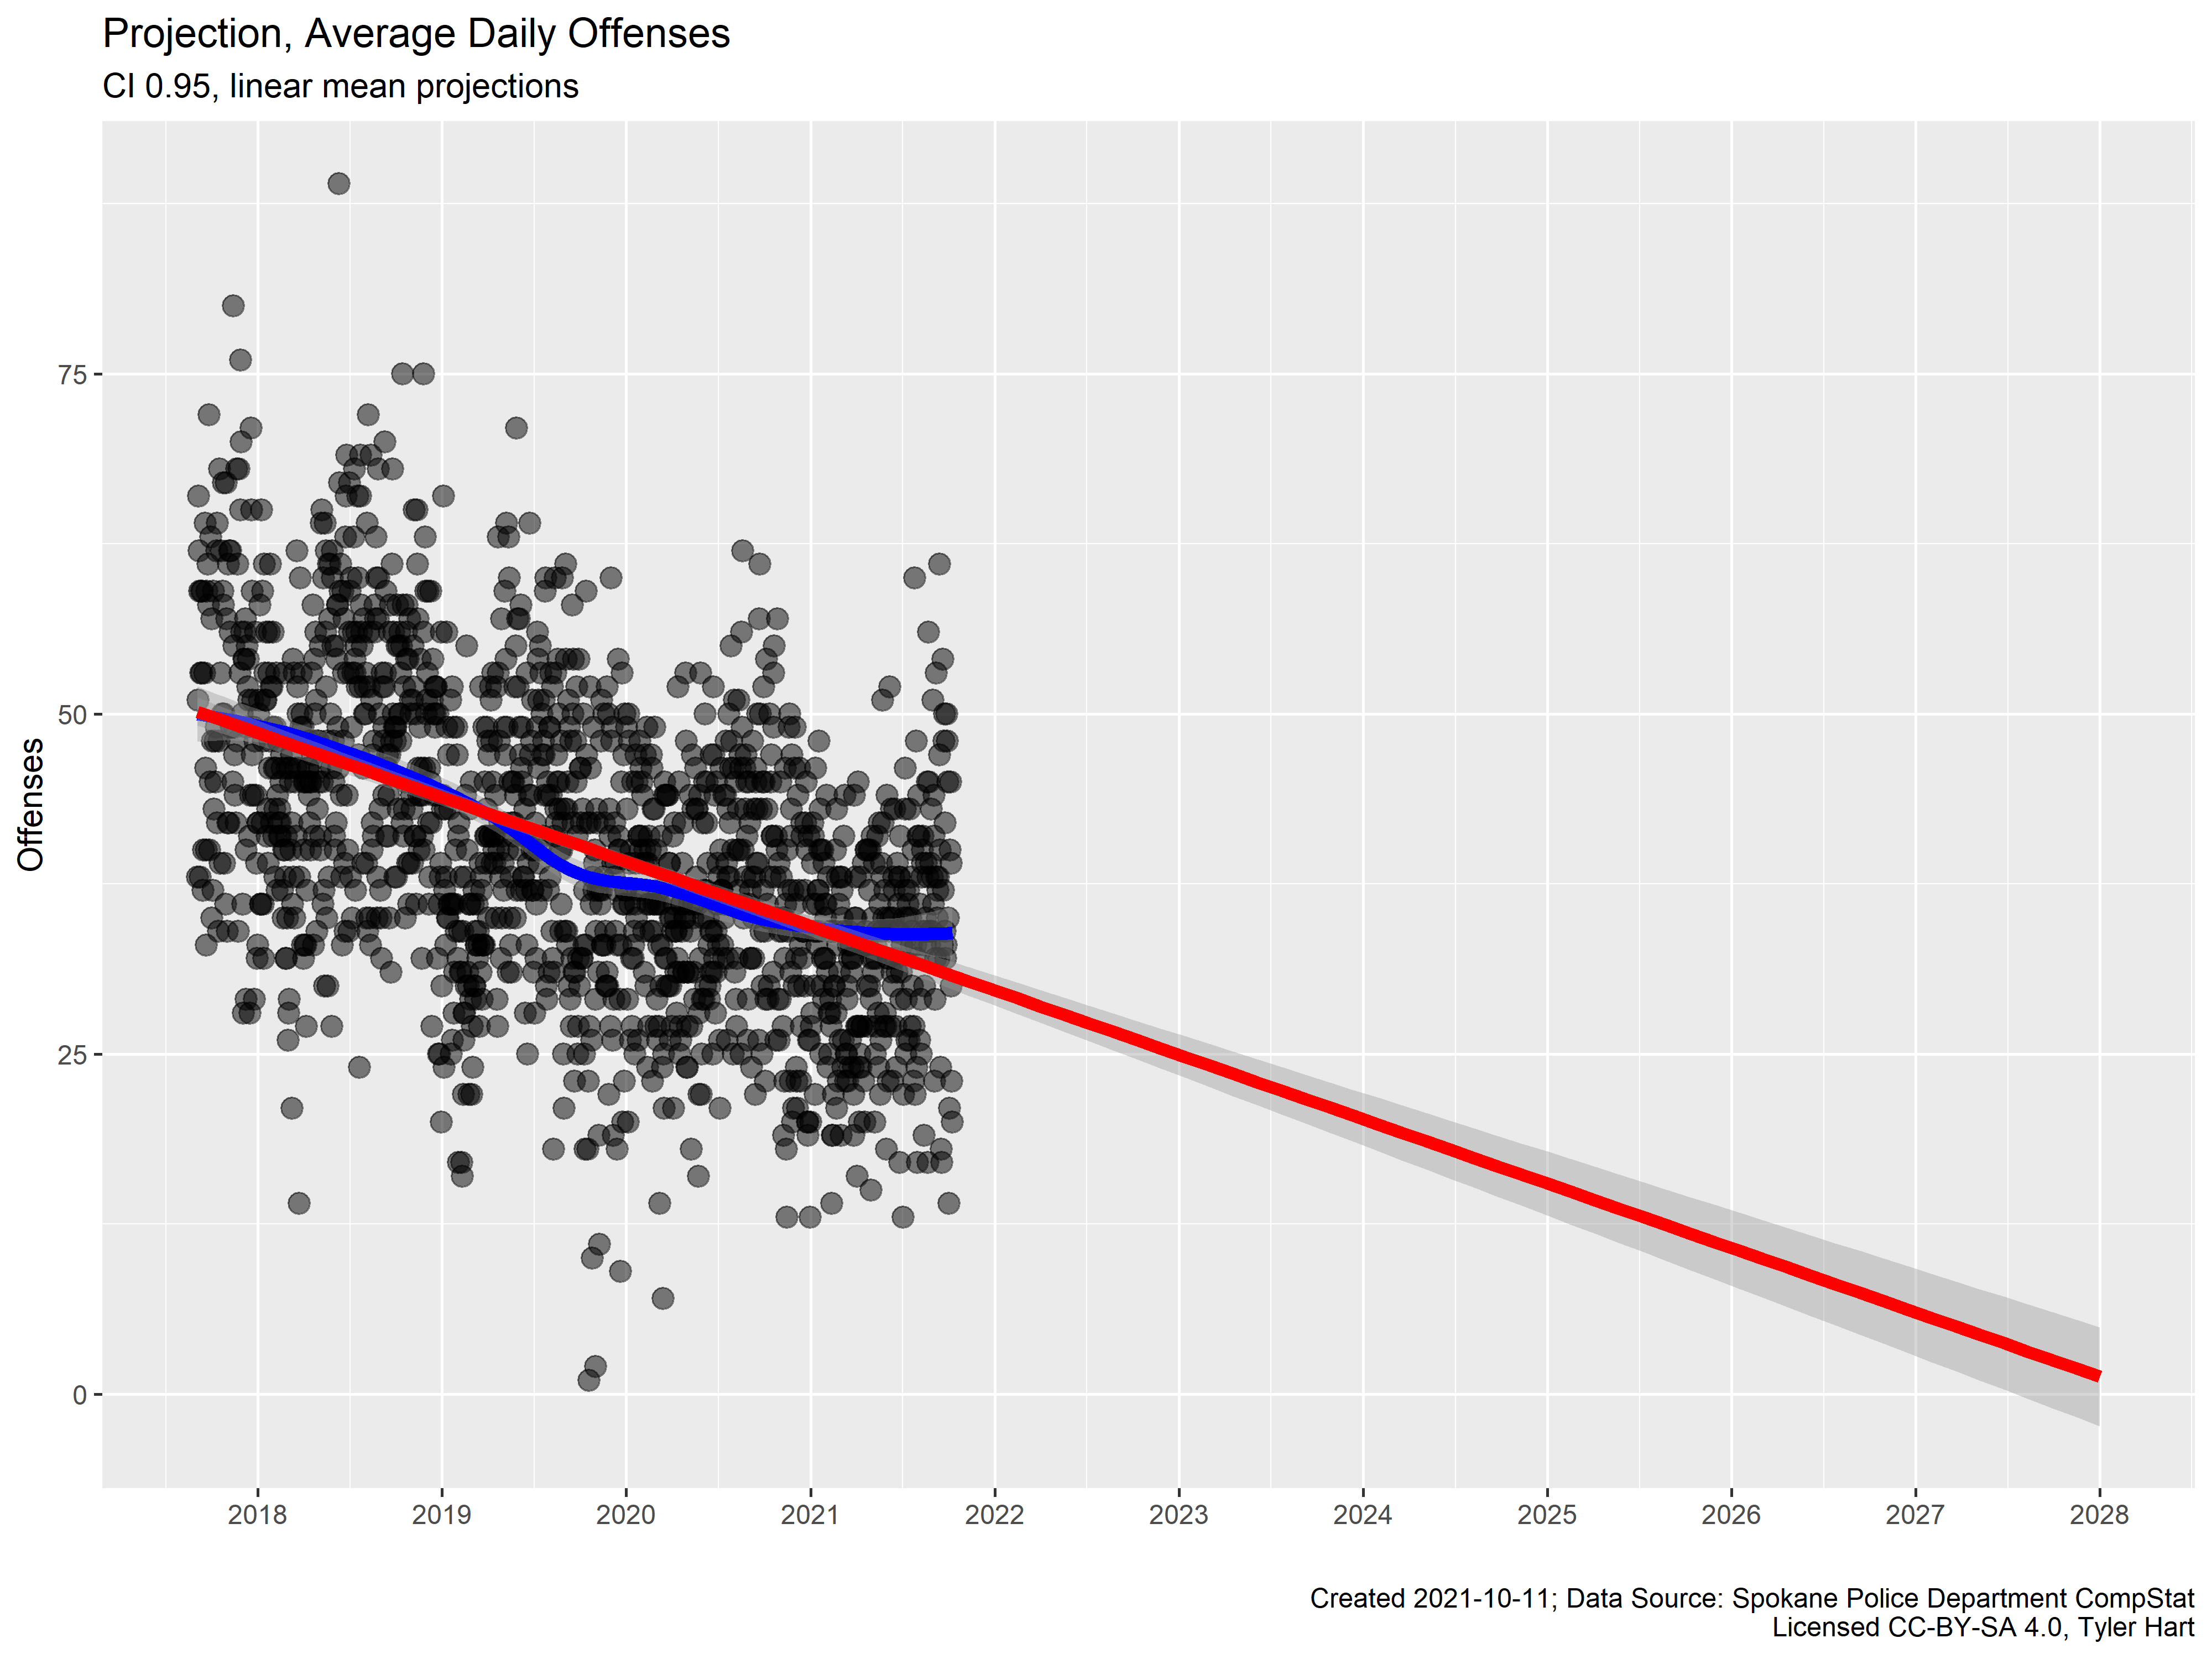 Projection, Average Daily Offenses
CI 0.95, linear mean projections
Offenses
75
50
25
0
2018 2019 2020 2021 2022 2023 2024 2025 2026 2027 2028
Created 2021-10-11; Data Source: Spokane Police Department CompStat
Licensed CC-BY-SA 4.0, Tyler Hart